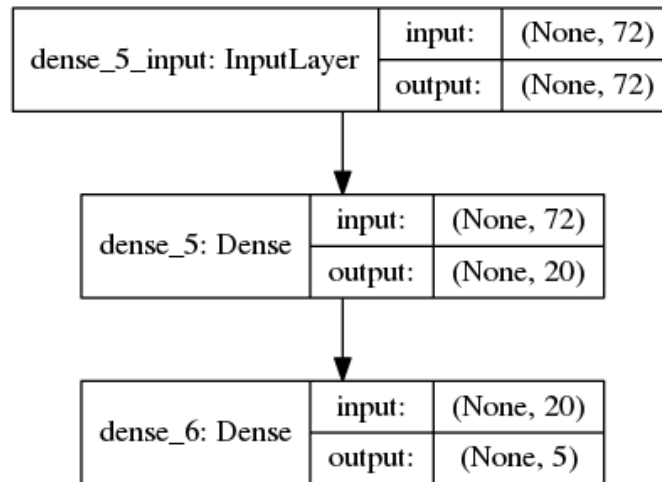 dense_5_input: InputLayer
input: (None, 72)
output: (None, 72)
dense_5: Dense
input: (None, 72)
output: (None, 20)
dense_6: Dense
input: (None, 20)
output: (None, 5)